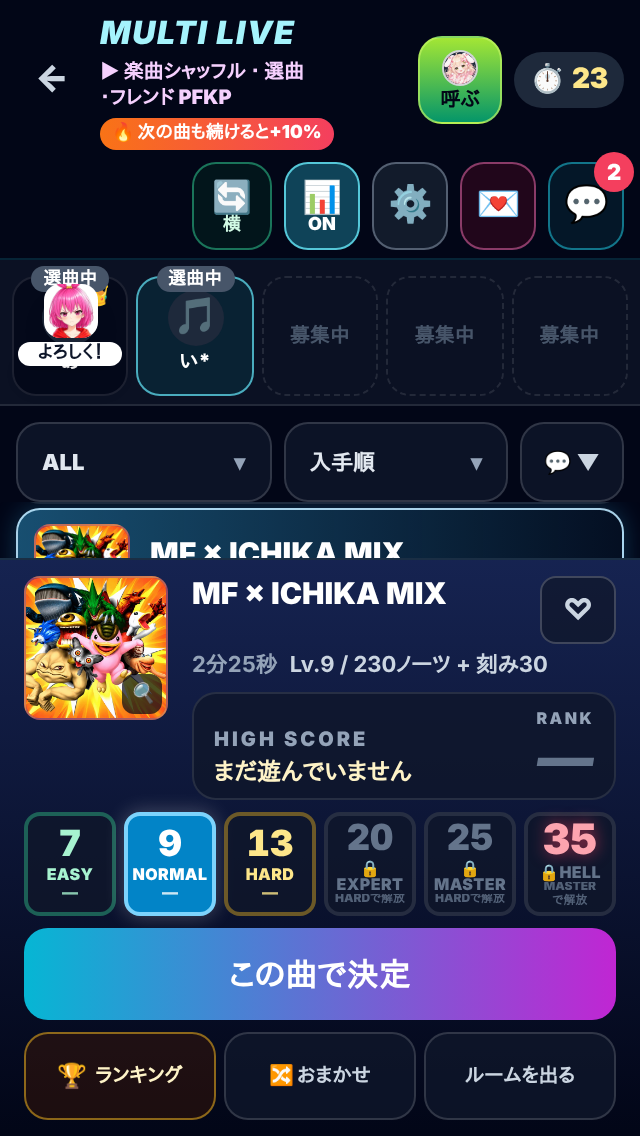 MULTI LIVE
▶ 楽曲シャッフル・選曲
・フレンド PFKP
🔥 次の曲も続けると+10%
呼ぶ
23
横
ON
2
選曲中
よろしく!
選曲中
い*
募集中
募集中
募集中
ALL ▼
入手順 ▼
💬 ▼
MF × ICHIKA MIX
MF × ICHIKA MIX
2分25秒 Lv.9 / 230ノーツ + 刻み30
RANK
HIGH SCORE
まだ遊んでいません
7
EASY
—
9
NORMAL
—
13
HARD
—
20
🔒
EXPERT
HARDで解放
25
🔒
MASTER
HARDで解放
35
🔒HELL
MASTER
で解放
この曲で決定
🏆 ランキング
🔀 おまかせ
ルームを出る